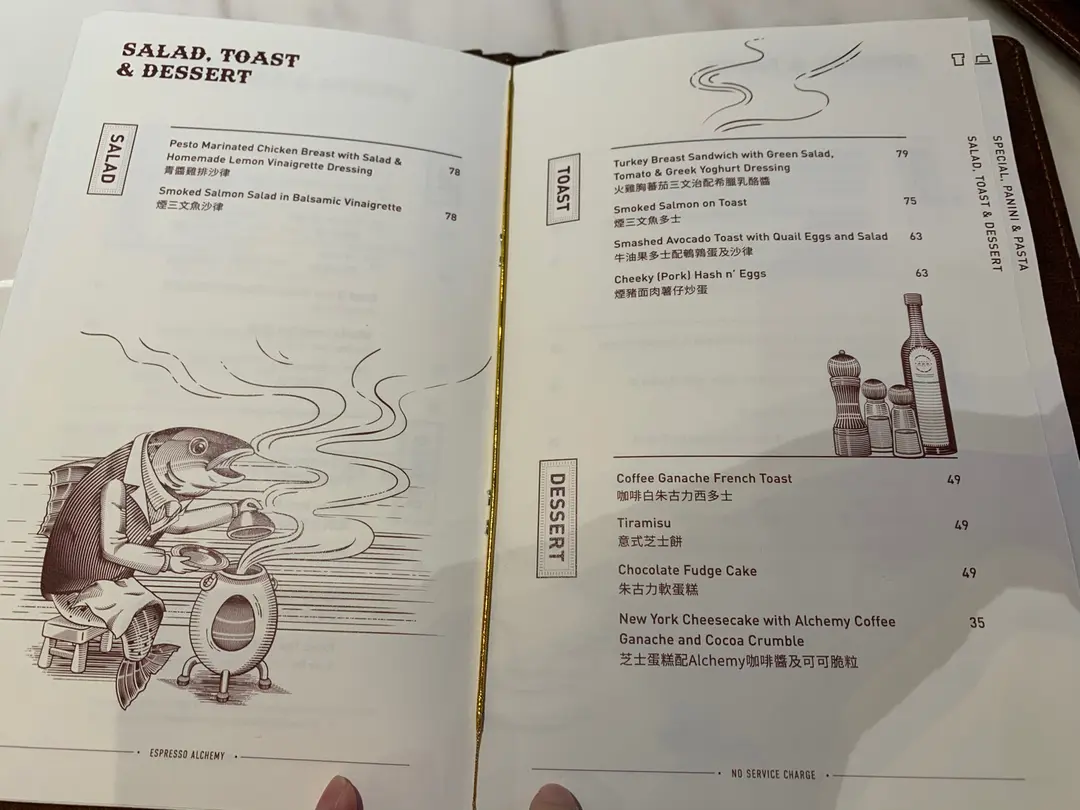 SALAD, TOAST
& DESSERT
SALAD
Pesto Marinated Chicken Breast with Salad &
Homemade Lemon Vinaigrette Dressing 78
青醬雞排沙律
Smoked Salmon Salad in Balsamic Vinaigrette 78
煙三文魚沙律
ESPRESSO ALCHEMY
TOAST
Turkey Breast Sandwich with Green Salad, 79
Tomato & Greek Yoghurt Dressing
火雞胸蕃茄三文治配希臘乳酪醬
Smoked Salmon on Toast 75
煙三文魚多士
Smashed Avocado Toast with Quail Eggs and Salad 63
牛油果多士配鵪鶉蛋及沙律
Cheeky (Pork) Hash n' Eggs 63
煙豬面肉薯仔炒蛋
DESSERT
Coffee Ganache French Toast 49
咖啡白朱古力西多士
Tiramisu 49
意式芝士餅
Chocolate Fudge Cake 49
朱古力軟蛋糕
New York Cheesecake with Alchemy Coffee 35
Ganache and Cocoa Crumble
芝士蛋糕配Alchemy咖啡醬及可可脆粒
NO SERVICE CHARGE
SALAD, TOAST & DESSERT
SPECIAL, PANINI & PASTA